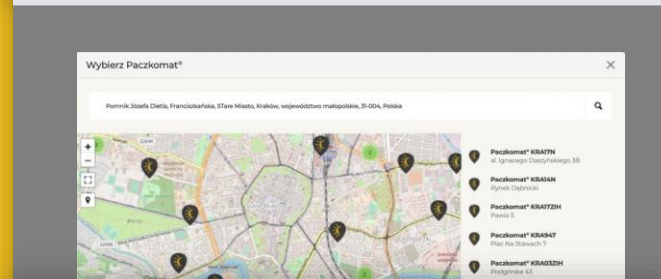 Wybierz Paczkomat®
Pomnik Józefa Dietla, Franciszkańska, STare Miasto, Kraków, województwo małopolskie, 31-004, Polska
Paczkomat® KRA17N
al. Ignacego Daszyńskiego 3B
Paczkomat® KRA14N
Rynek Dębnicki
Paczkomat® KRA17ZIH
Pawia 5
Paczkomat® KRA947
Plac Na Stawach 7
Paczkomat® KRA03ZIH
Podgórska 43